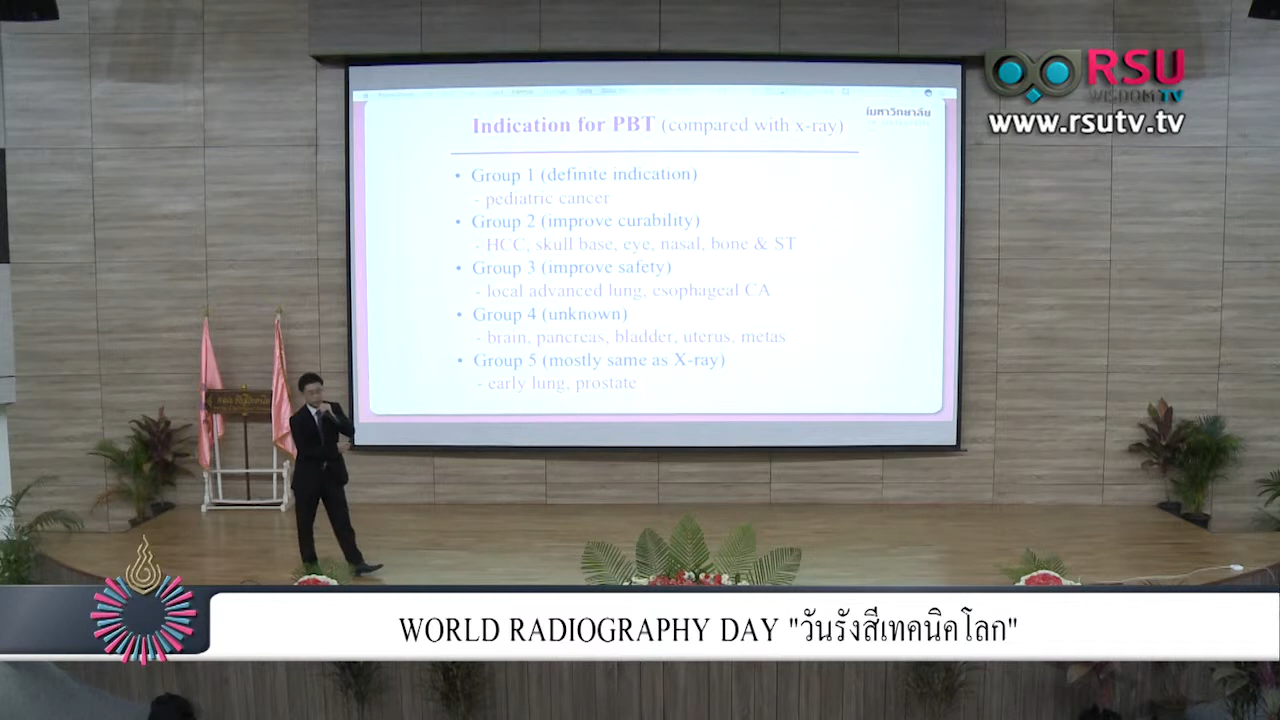 RSU
WISDOM TV
www.rsutv.tv
Indication for PBT (compared with x-ray)
• Group 1 (definite indication)
- pediatric cancer
• Group 2 (improve curability)
- HCC, skull base, eye, nasal, bone & ST
• Group 3 (improve safety)
- local advanced lung, esophageal CA
• Group 4 (unknown)
- brain, pancreas, bladder, uterus, metas
• Group 5 (mostly same as X-ray)
- early lung, prostate
WORLD RADIOGRAPHY DAY "วันรังสีเทคนิคโลก"